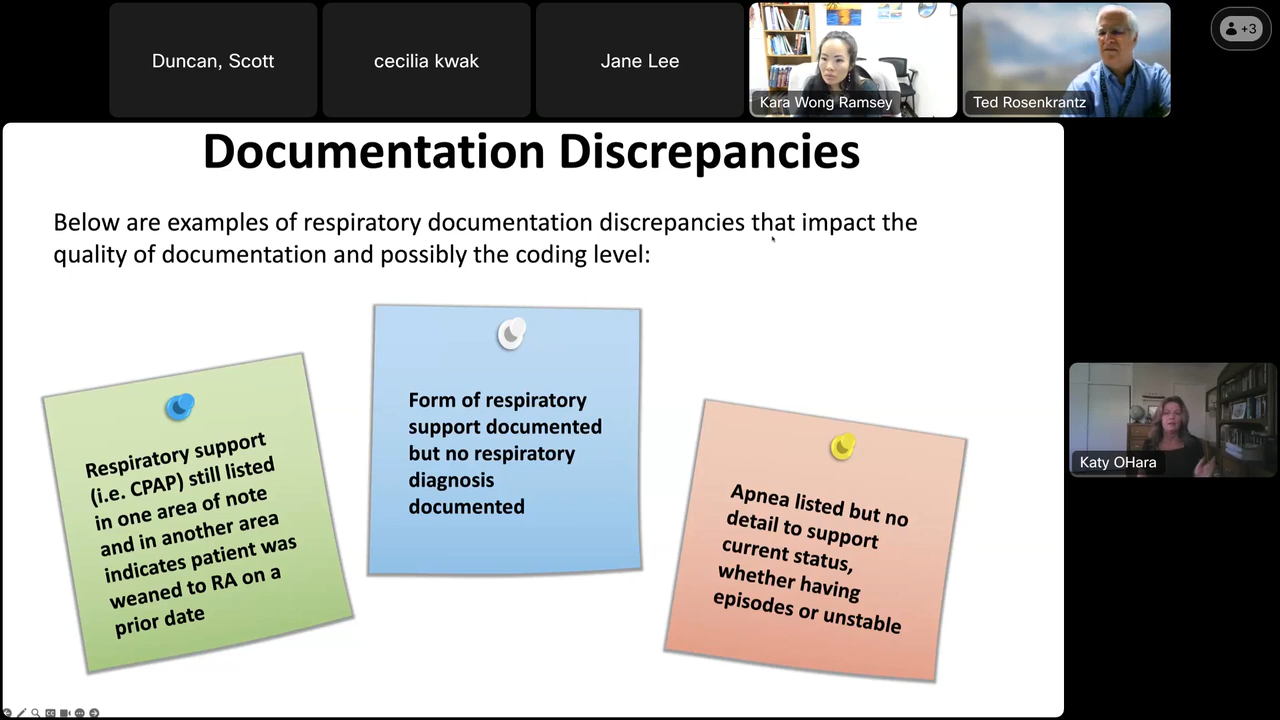 Duncan, Scott
cecilia kwak
Jane Lee
Kara Wong Ramsey
Ted Rosenkrantz
+3
Documentation Discrepancies
Below are examples of respiratory documentation discrepancies that impact the
quality of documentation and possibly the coding level:
Respiratory support
(i.e. CPAP) still listed
in one area of note
and in another area
indicates patient was
weaned to RA on a
prior date
Form of respiratory
support documented
but no respiratory
diagnosis
documented
Apnea listed but no
detail to support
current status,
whether having
episodes or unstable
Katy OHara